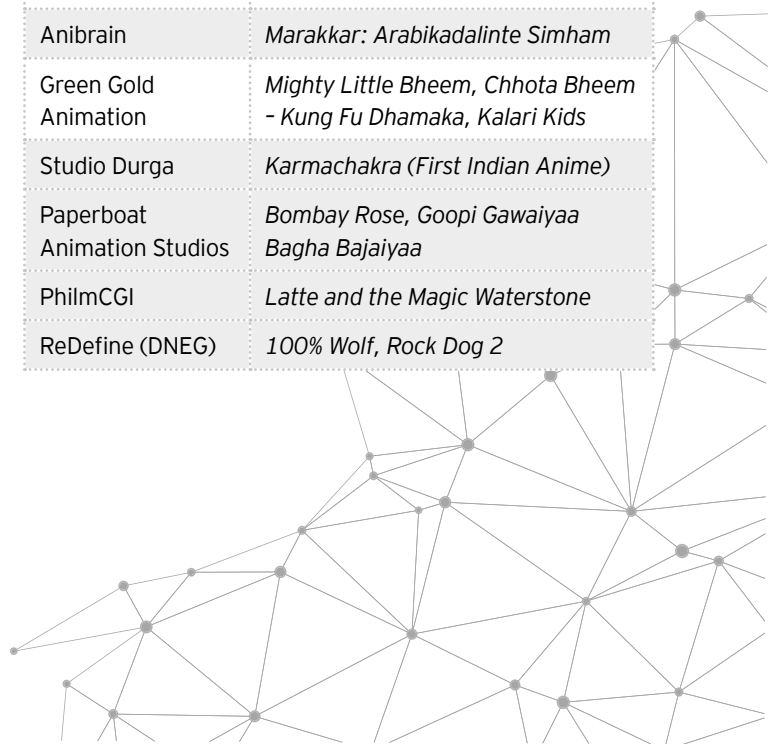 Anibrain Marakkar: Arabikadalinte Simham
Green Gold Mighty Little Bheem, Chhota Bheem
Animation – Kung Fu Dhamaka, Kalari Kids
Studio Durga Karmachakra (First Indian Anime)
Paperboat Bombay Rose, Goopi Gawaiyaa
Animation Studios Bagha Bajaiyaa
PhilmCGI Latte and the Magic Waterstone
ReDefine (DNEG) 100% Wolf, Rock Dog 2